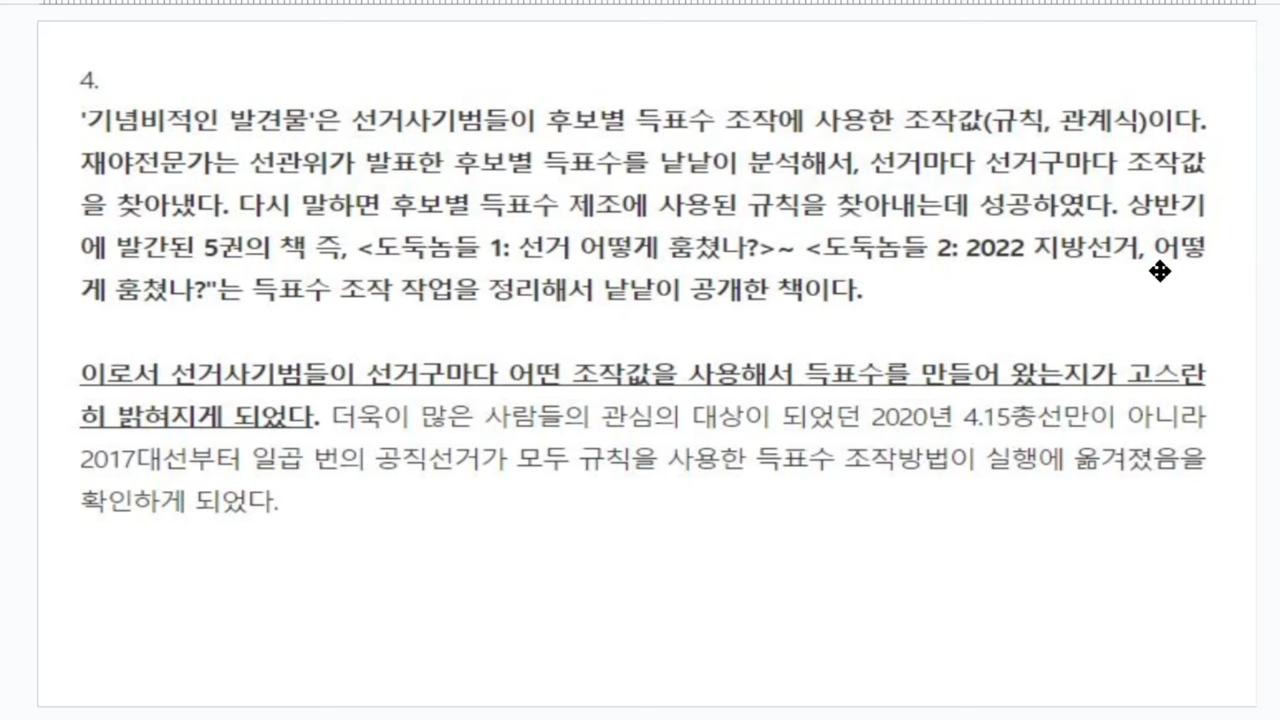 4.
'기념비적인 발견물'은 선거사기범들이 후보별 득표수 조작에 사용한 조작값(규칙, 관계식)이다.
재야전문가는 선관위가 발표한 후보별 득표수를 낱낱이 분석해서, 선거마다 선거구마다 조작값
을 찾아냈다. 다시 말하면 후보별 득표수 제조에 사용된 규칙을 찾아내는데 성공하였다. 상반기
에 발간된 5권의 책 즉, <도둑놈들 1: 선거 어떻게 훔쳤나?>~ <도둑놈들 2: 2022 지방선거, 어떻
게 훔쳤나?"는 득표수 조작 작업을 정리해서 낱낱이 공개한 책이다.
이로서 선거사기범들이 선거구마다 어떤 조작값을 사용해서 득표수를 만들어 왔는지가 고스란
히 밝혀지게 되었다. 더욱이 많은 사람들의 관심의 대상이 되었던 2020년 4.15총선만이 아니라
2017대선부터 일곱 번의 공직선거가 모두 규칙을 사용한 득표수 조작방법이 실행에 옮겨졌음을
확인하게 되었다.